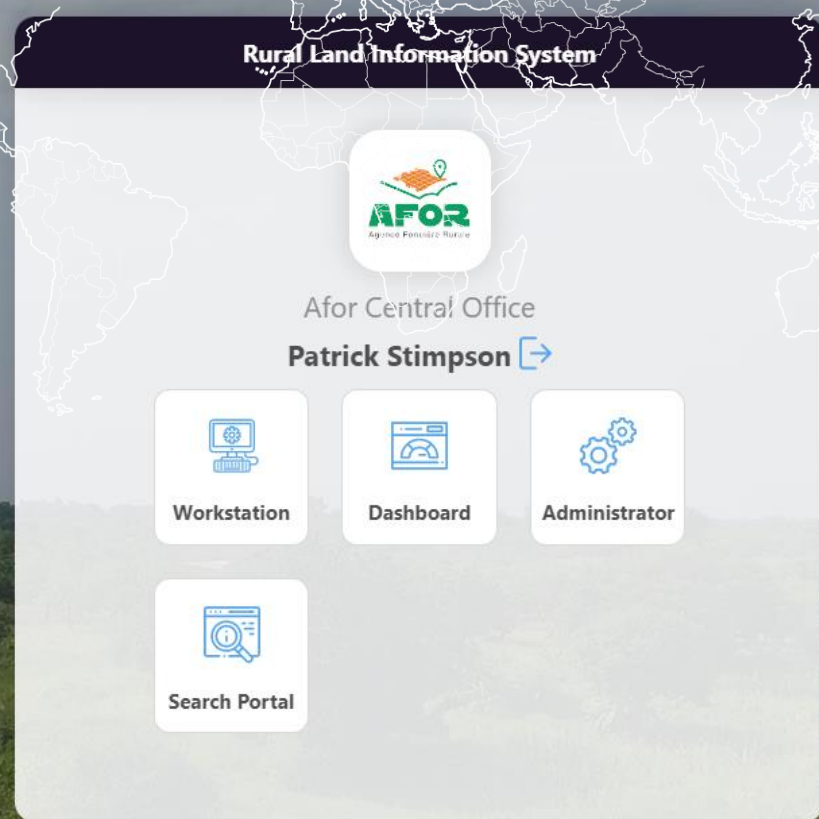 Rural Land Information System
AFOR
Agence Foncière Rurale
Afor Central Office
Patrick Stimpson
Workstation
Dashboard
Administrator
Search Portal